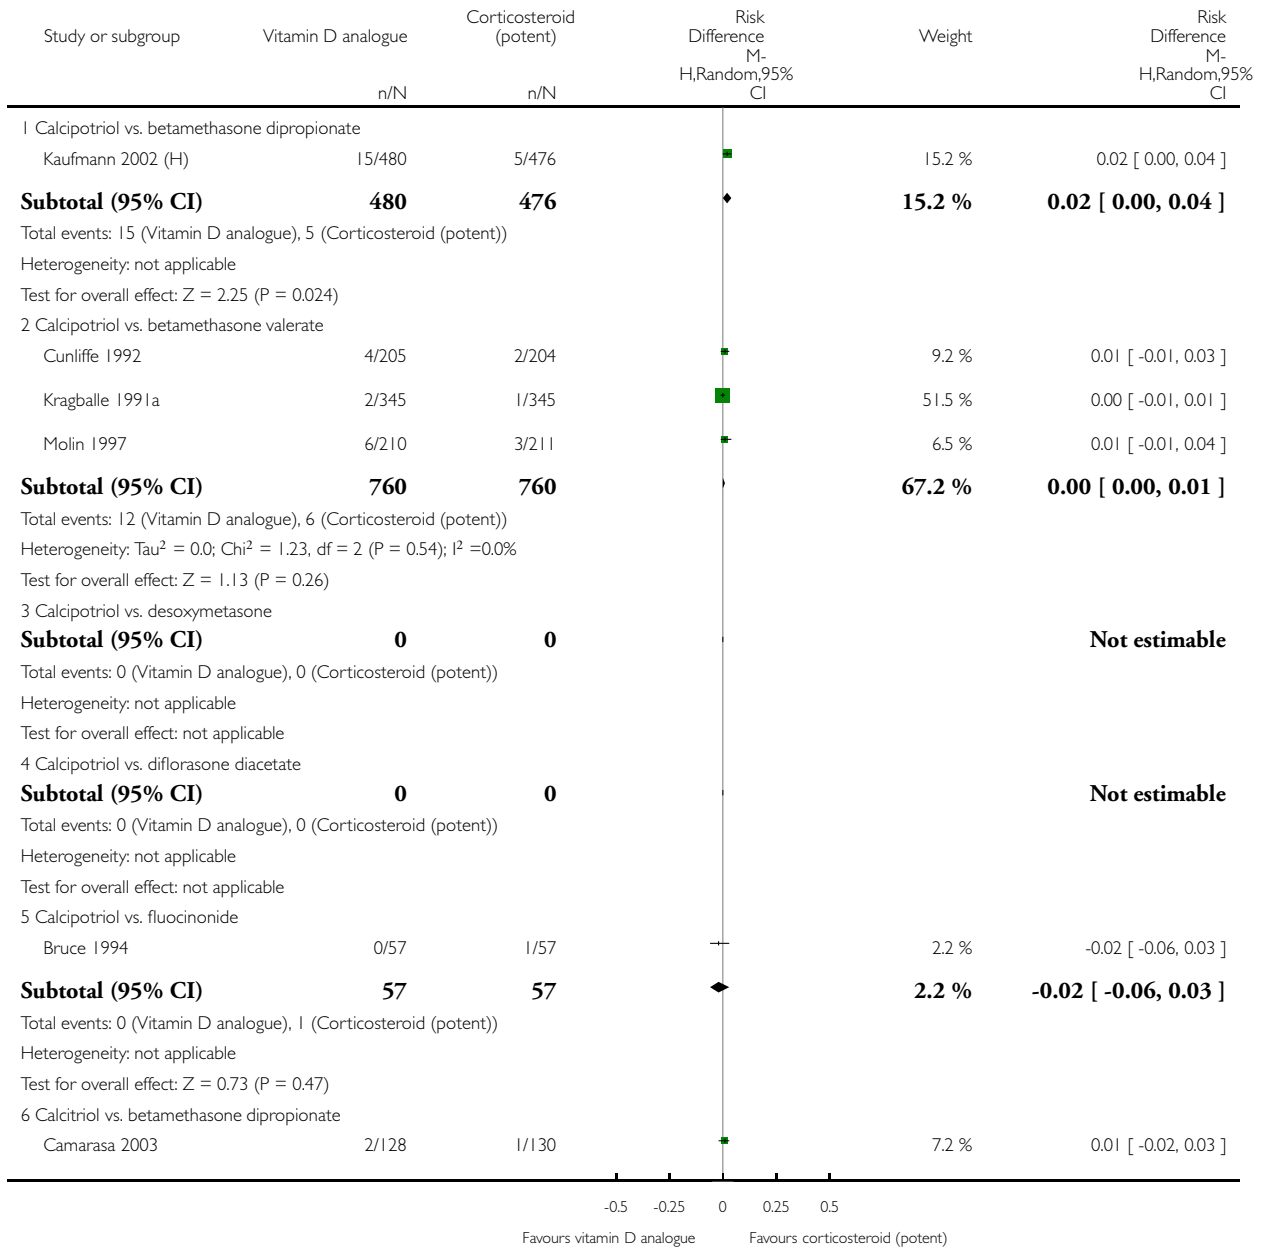 Study or subgroup Vitamin D analogue Corticosteroid (potent) Risk Difference Weight Risk Difference
n/N n/N M-H,Random,95% CI M-H,Random,95% CI
1 Calcipotriol vs. betamethasone dipropionate
Kaufmann 2002 (H) 15/480 5/476 15.2 % 0.02 [ 0.00, 0.04 ]
Subtotal (95% CI) 480 476 15.2 % 0.02 [ 0.00, 0.04 ]
Total events: 15 (Vitamin D analogue), 5 (Corticosteroid (potent))
Heterogeneity: not applicable
Test for overall effect: Z = 2.25 (P = 0.024)
2 Calcipotriol vs. betamethasone valerate
Cunliffe 1992 4/205 2/204 9.2 % 0.01 [ -0.01, 0.03 ]
Kragballe 1991a 2/345 1/345 51.5 % 0.00 [ -0.01, 0.01 ]
Molin 1997 6/210 3/211 6.5 % 0.01 [ -0.01, 0.04 ]
Subtotal (95% CI) 760 760 67.2 % 0.00 [ 0.00, 0.01 ]
Total events: 12 (Vitamin D analogue), 6 (Corticosteroid (potent))
Heterogeneity: Tau² = 0.0; Chi² = 1.23, df = 2 (P = 0.54); I² =0.0%
Test for overall effect: Z = 1.13 (P = 0.26)
3 Calcipotriol vs. desoxymetasone
Subtotal (95% CI) 0 0 Not estimable
Total events: 0 (Vitamin D analogue), 0 (Corticosteroid (potent))
Heterogeneity: not applicable
Test for overall effect: not applicable
4 Calcipotriol vs. diflorasone diacetate
Subtotal (95% CI) 0 0 Not estimable
Total events: 0 (Vitamin D analogue), 0 (Corticosteroid (potent))
Heterogeneity: not applicable
Test for overall effect: not applicable
5 Calcipotriol vs. fluocinonide
Bruce 1994 0/57 1/57 2.2 % -0.02 [ -0.06, 0.03 ]
Subtotal (95% CI) 57 57 2.2 % -0.02 [ -0.06, 0.03 ]
Total events: 0 (Vitamin D analogue), 1 (Corticosteroid (potent))
Heterogeneity: not applicable
Test for overall effect: Z = 0.73 (P = 0.47)
6 Calcitriol vs. betamethasone dipropionate
Camarasa 2003 2/128 1/130 7.2 % 0.01 [ -0.02, 0.03 ]
-0.5 -0.25 0 0.25 0.5
Favours vitamin D analogue Favours corticosteroid (potent)